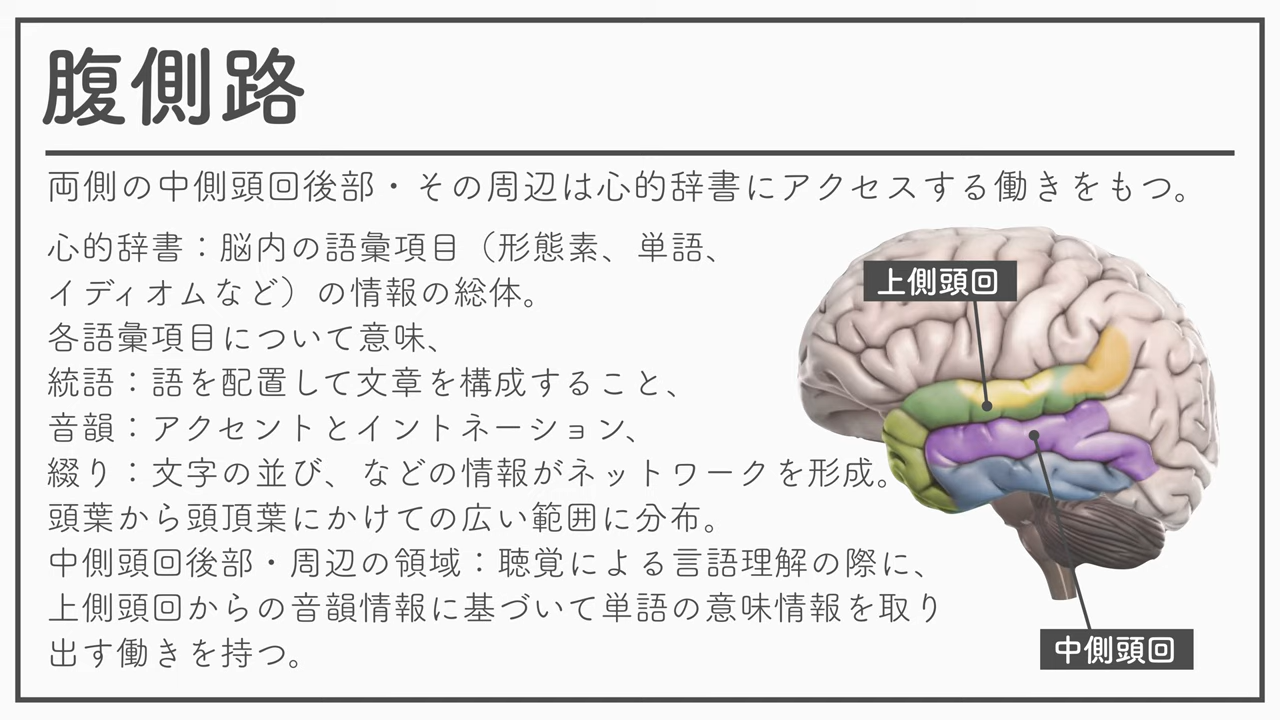 腹側路
両側の中側頭回後部・その周辺は心的辞書にアクセスする働きをもつ。
心的辞書：脳内の語彙項目（形態素、単語、
イディオムなど）の情報の総体。
各語彙項目について意味、
統語：語を配置して文章を構成すること、
音韻：アクセントとイントネーション、
綴り：文字の並び、などの情報がネットワークを形成。
頭葉から頭頂葉にかけての広い範囲に分布。
中側頭回後部・周辺の領域：聴覚による言語理解の際に、
上側頭回からの音韻情報に基づいて単語の意味情報を取り
出す働きを持つ。
上側頭回
中側頭回